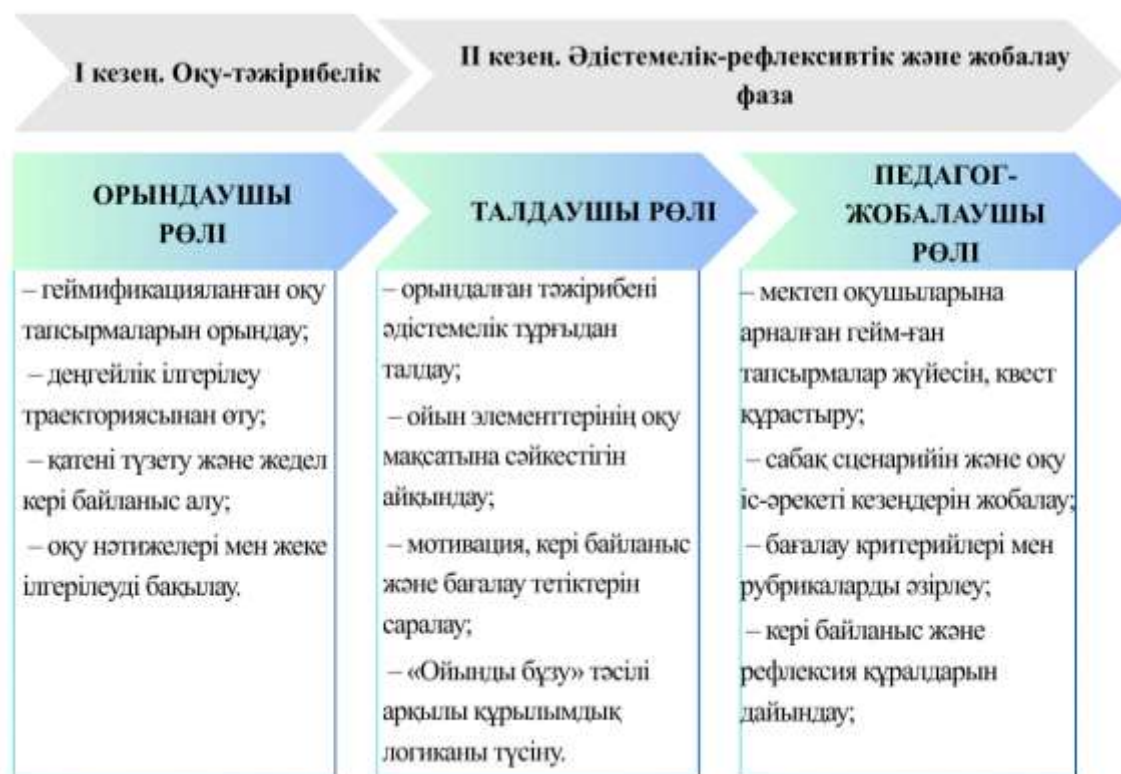 I кезең. Оқу-тәжірибелік
II кезең. Әдістемелік-рефлексивтік және жобалау
фаза
ОРЫНДАУШЫ
РӨЛІ
– геймификацияланған оқу
тапсырмаларын орындау;
– деңгейлік ілгерілеу
траекториясынан өту;
– қатені түзету және жедел
кері байланыс алу;
– оқу нәтижелері мен жеке
ілгерілеуді бақылау.
ТАЛДАУШЫ РӨЛІ
– орындалған тәжірибені
әдістемелік тұрғыдан
талдау;
– ойын элементтерінің оқу
мақсатына сәйкестігін
айқындау;
– мотивация, кері байланыс
және бағалау тетіктерін
саралау;
– «Ойынды бұзу» тәсілі
арқылы құрылымдық
логиканы түсіну.
ПЕДАГОГ-
ЖОБАЛАУШЫ
РӨЛІ
– мектеп оқушыларына
арналған гейм-ған
тапсырмалар жүйесін, квест
құрастыру;
– сабақ сценарийін және оқу
іс-әрекеті кезеңдерін жобалау;
– бағалау критерийлері мен
рубрикаларды әзірлеу;
– кері байланыс және
рефлексия құралдарын
дайындау;